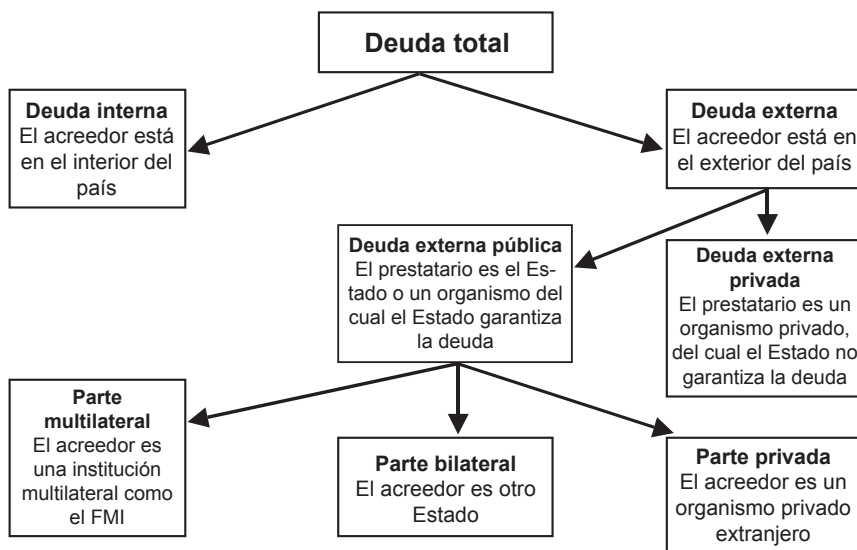 Deuda total
Deuda interna
El acreedor está
en el interior del
país
Deuda externa
El acreedor está en
el exterior del país
Deuda externa pública
El prestatario es el Es-
tado o un organismo del
cual el Estado garantiza
la deuda
Deuda externa
privada
El prestatario es un
organismo privado,
del cual el Estado no
garantiza la deuda
Parte
multilateral
El acreedor es
una institución
multilateral como
el FMI
Parte bilateral
El acreedor es otro
Estado
Parte privada
El acreedor es un
organismo privado
extranjero